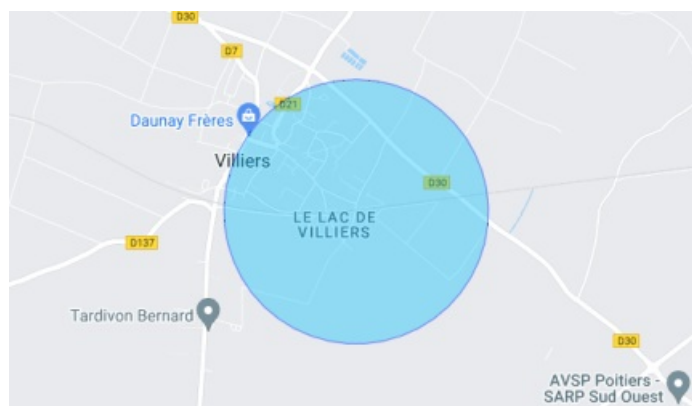 D30
D7
D21
Daunay Frères
Villiers
D30
LE LAC DE
VILLIERS
D137
Tardivon Bernard
D30
AVSP Poitiers -
SARP Sud Ouest